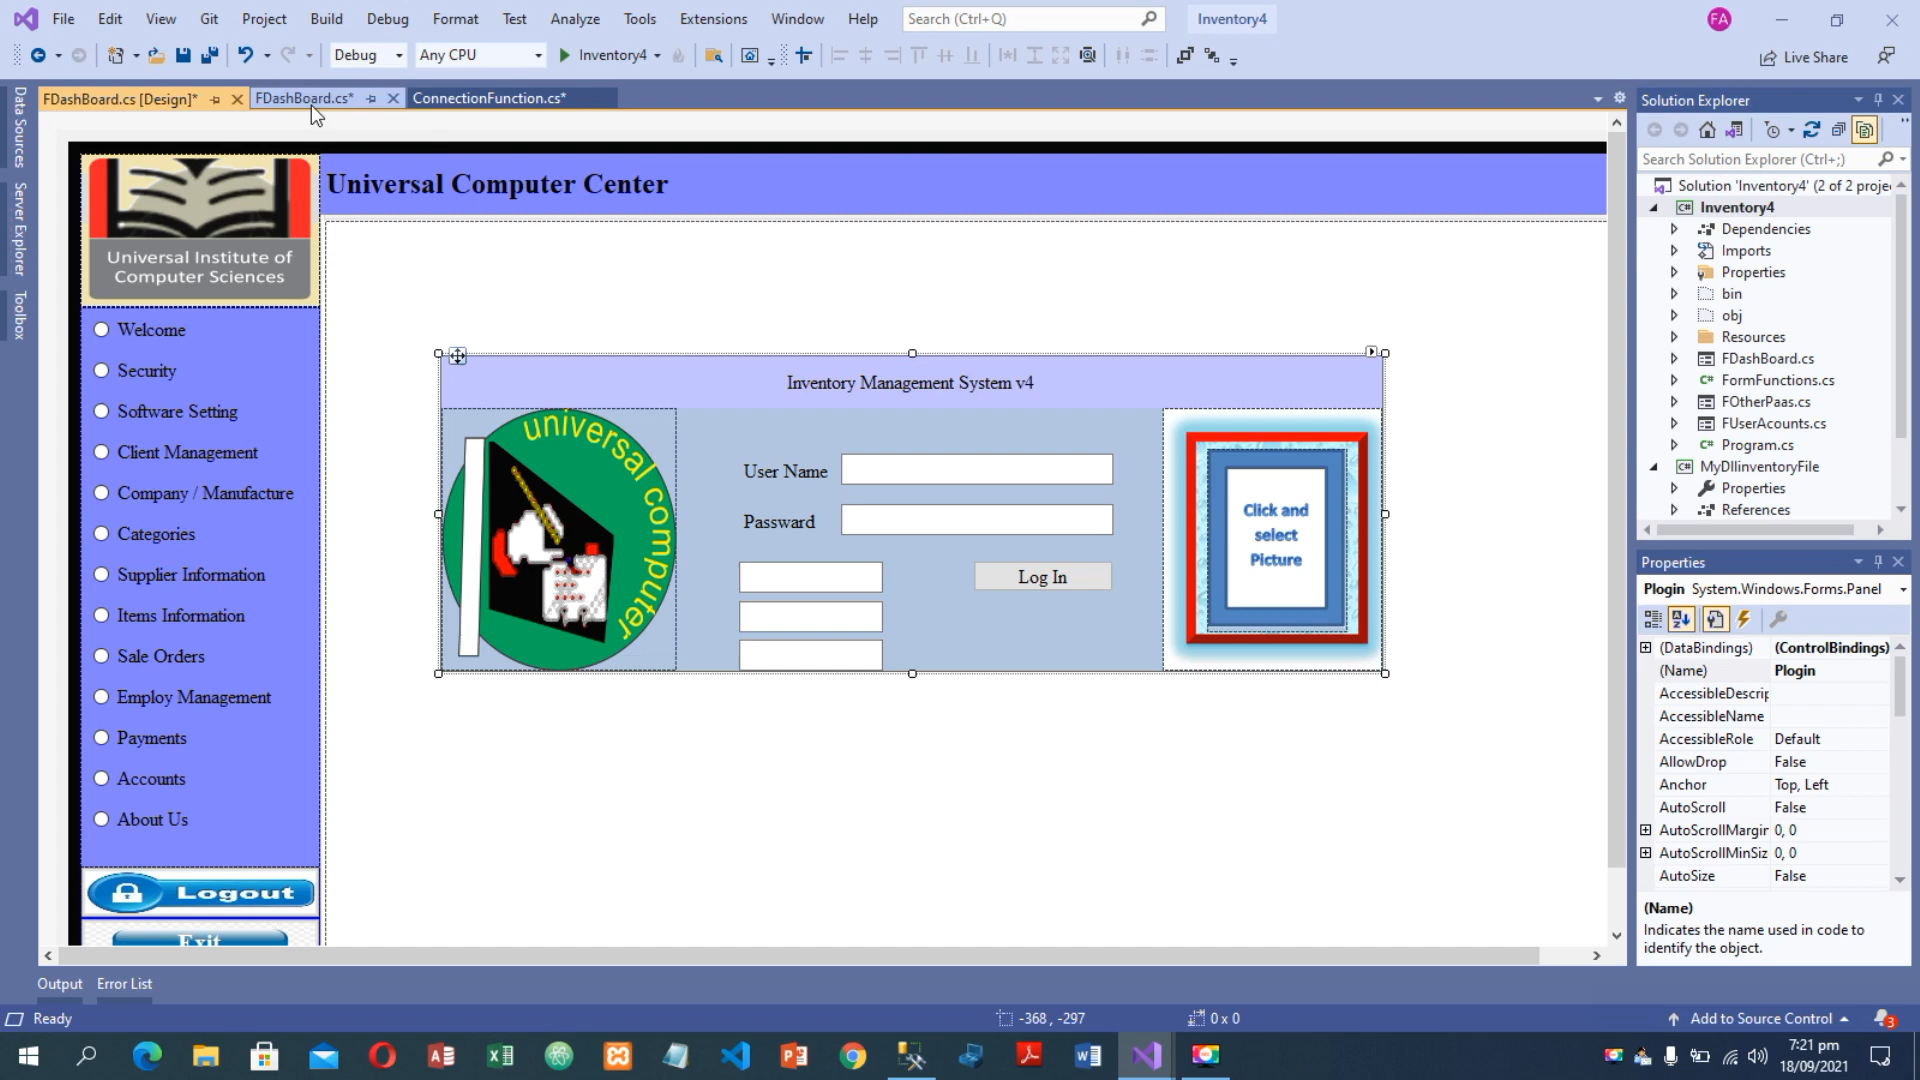 File Edit View Git Project Build Debug Format Test Analyze Tools Extensions Window Help Search (Ctrl+Q) Inventory4 FA
Debug Any CPU Inventory4 Live Share
FDashBoard.cs [Design]* FDashBoard.cs* ConnectionFunction.cs*
Data Sources
Server Explorer
Toolbox
Universal Institute of
Computer Sciences
Universal Computer Center
Welcome
Security
Software Setting
Client Management
Company / Manufacture
Categories
Supplier Information
Items Information
Sale Orders
Employ Management
Payments
Accounts
About Us
Logout
Exit
Inventory Management System v4
universal computer
User Name
Passward
Log In
Click and
select
Picture
Solution Explorer
Search Solution Explorer (Ctrl+;)
Solution 'Inventory4' (2 of 2 proje
C# Inventory4
Dependencies
Imports
Properties
bin
obj
Resources
FDashBoard.cs
C# FormFunctions.cs
FOtherPaas.cs
FUserAcounts.cs
C# Program.cs
C# MyDllinventoryFile
Properties
References
Properties
Plogin System.Windows.Forms.Panel
(DataBindings) (ControlBindings)
(Name) Plogin
AccessibleDescrip
AccessibleName
AccessibleRole Default
AllowDrop False
Anchor Top, Left
AutoScroll False
AutoScrollMargin 0, 0
AutoScrollMinSiz 0, 0
AutoSize False
(Name)
Indicates the name used in code to
identify the object.
Output Error List
Ready -368 , -297 0 x 0 Add to Source Control 3
7:21 pm
18/09/2021